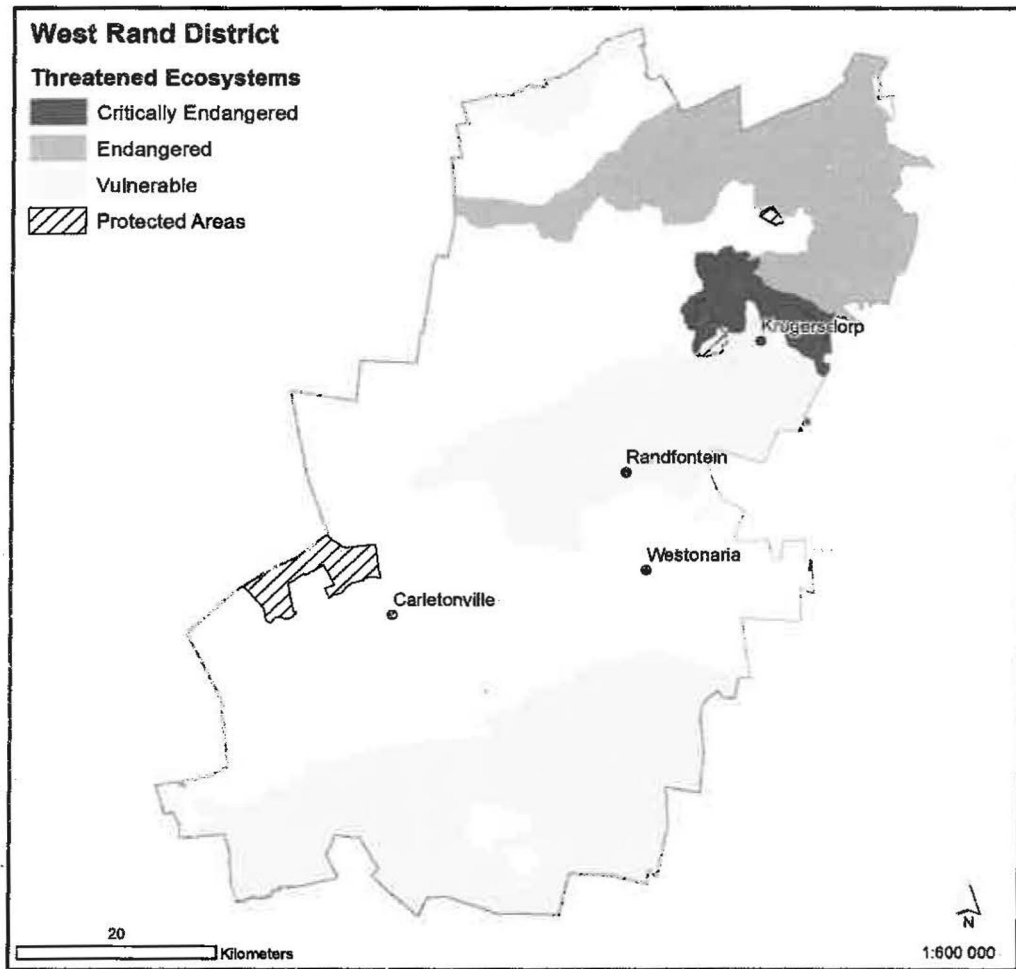 West Rand District
Threatened Ecosystems
Critically Endangered
Endangered
Vulnerable
Protected Areas
Krugersdorp
Randfontein
Westonaria
Carletonville
N
20
Kilometers
1:600 000